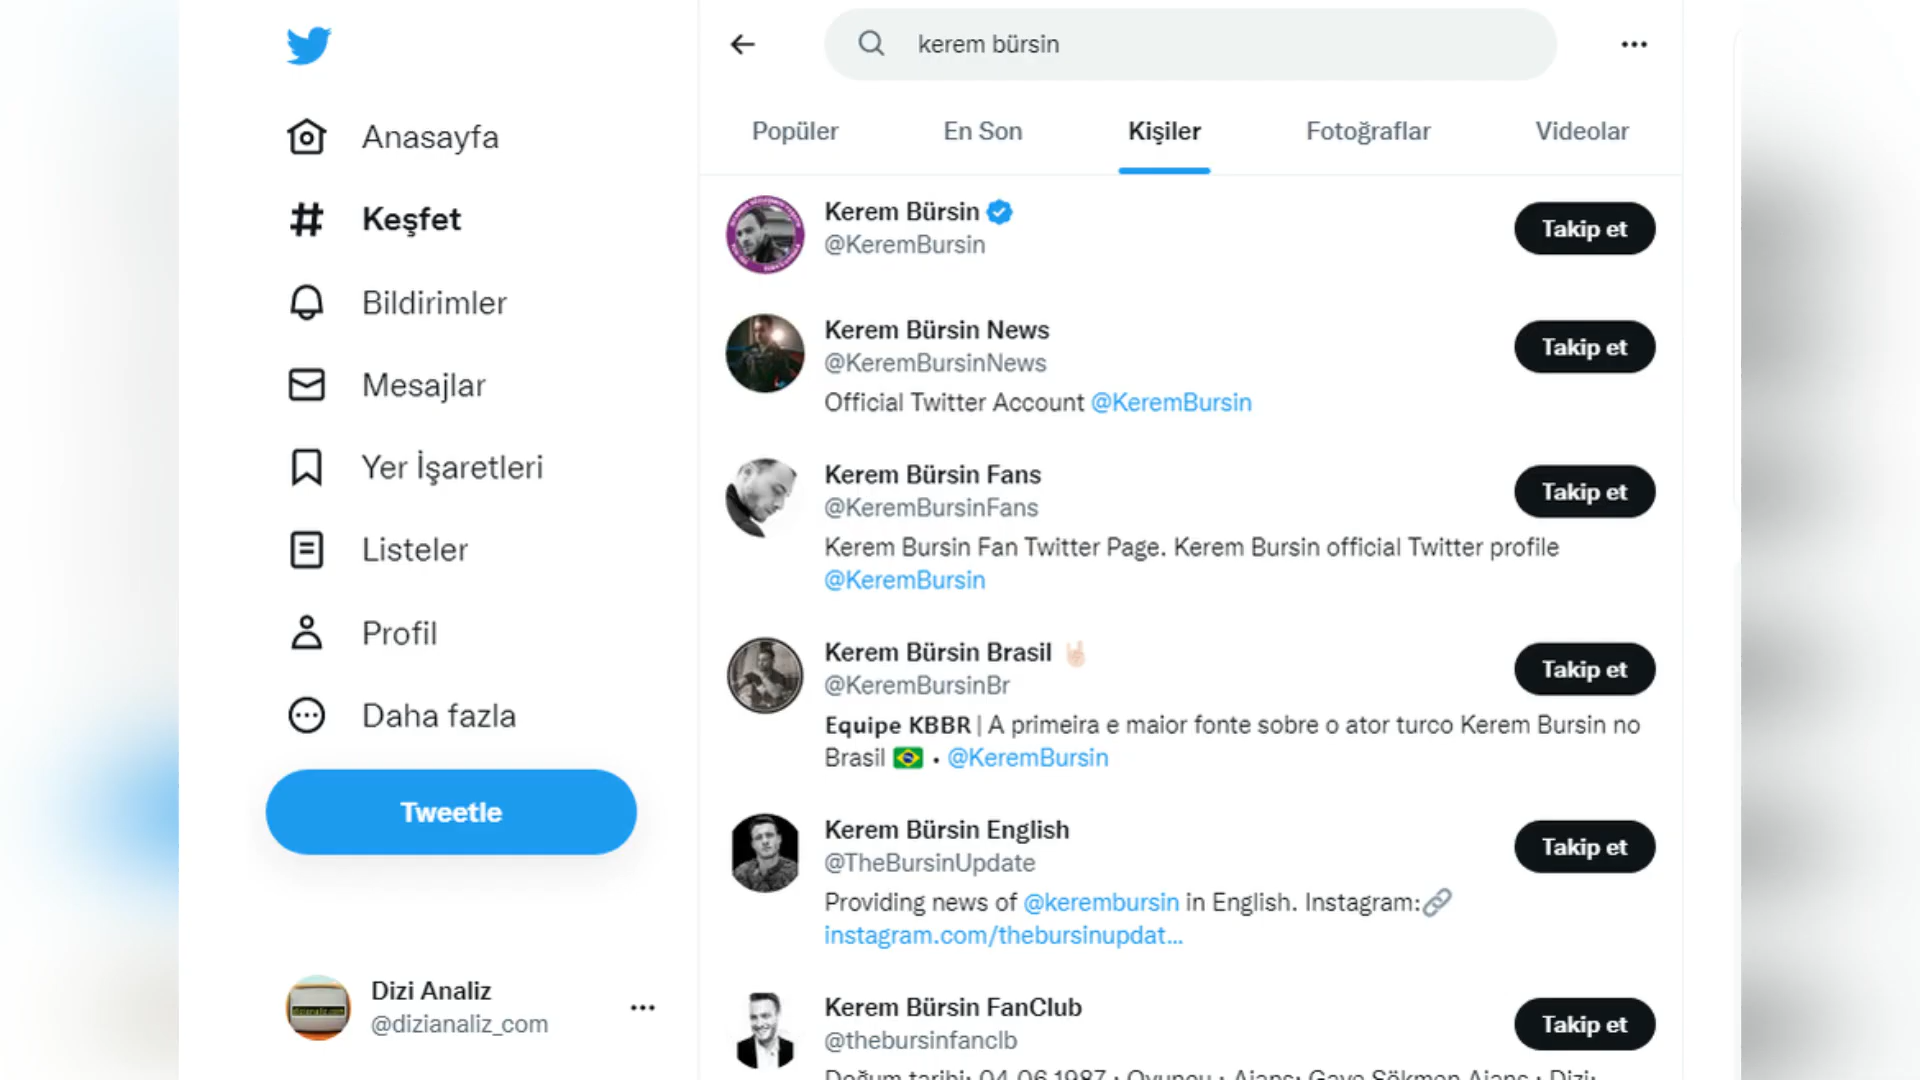 kerem bürsin
Popüler
En Son
Kişiler
Fotoğraflar
Videolar
Anasayfa
Keşfet
Bildirimler
Mesajlar
Yer İşaretleri
Listeler
Profil
Daha fazla
Tweetle
Dizi Analiz
@dizianaliz_com
Kerem Bürsin
@KeremBursin
Takip et
Kerem Bürsin News
@KeremBursinNews
Takip et
Official Twitter Account @KeremBursin
Kerem Bürsin Fans
@KeremBursinFans
Takip et
Kerem Bursin Fan Twitter Page. Kerem Bursin official Twitter profile
@KeremBursin
Kerem Bürsin Brasil 🤘🏻
@KeremBursinBr
Takip et
Equipe KBBR | A primeira e maior fonte sobre o ator turco Kerem Bursin no
Brasil 🇧🇷 • @KeremBursin
Kerem Bürsin English
@TheBursinUpdate
Takip et
Providing news of @kerembursin in English. Instagram:🔗
instagram.com/thebursinupdat...
Kerem Bürsin FanClub
@thebursinfanclb
Takip et
Doğum tarihi: 04.06.1987 • Oyuncu • Ajans: Gaye Sökmen Ajans • Dizi: